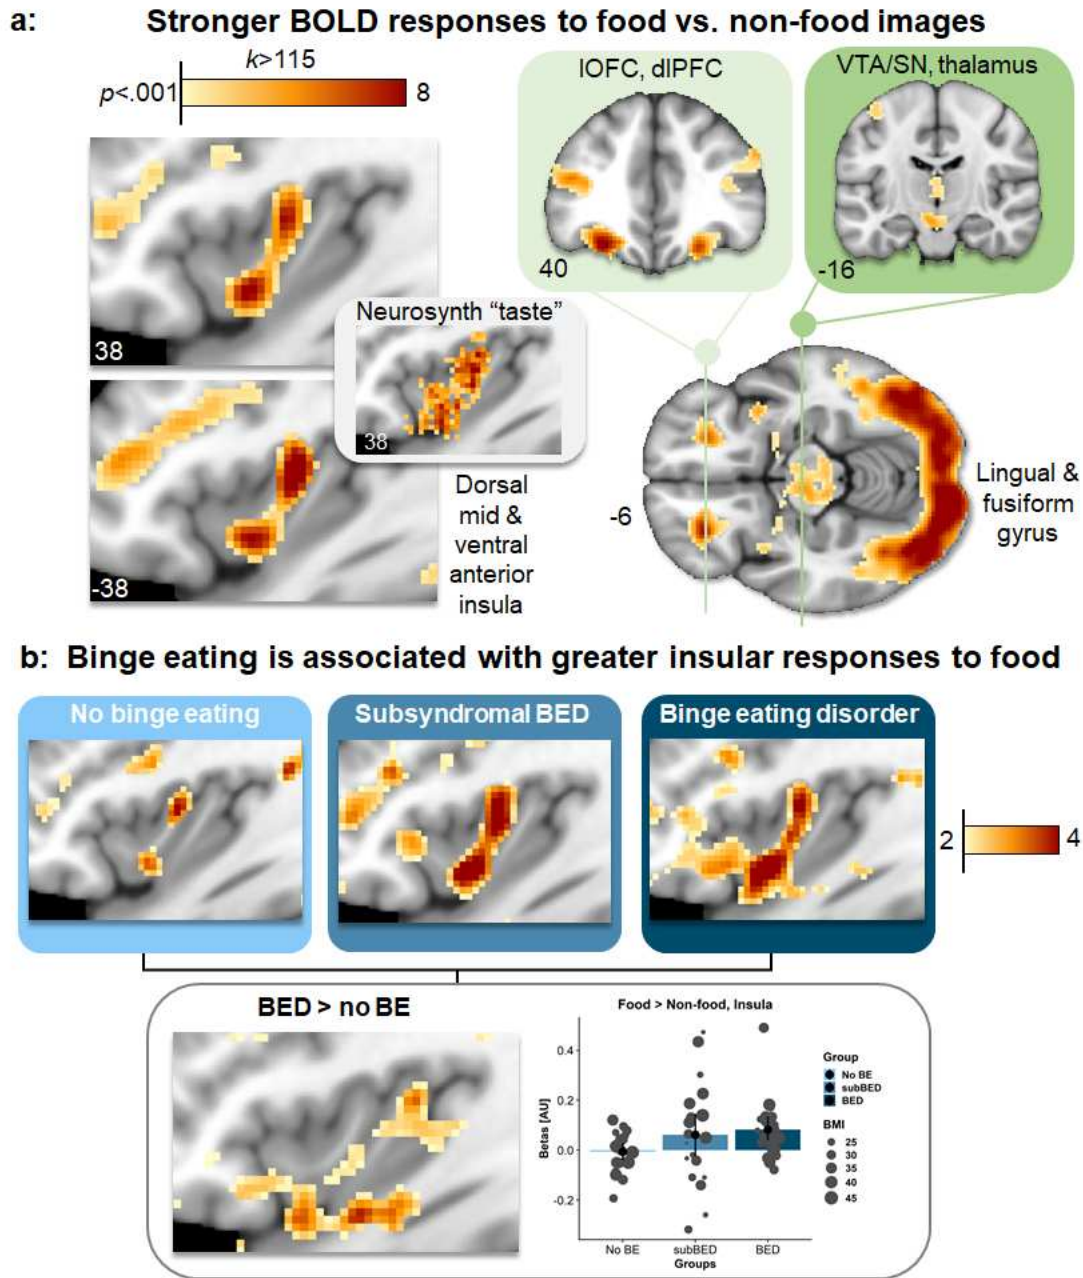 a: Stronger BOLD responses to food vs. non-food images
k>115
p<.001 8
38
-38
Neurosynth “taste”
38
Dorsal
mid &
ventral
anterior
insula
lOFC, dlPFC
40
VTA/SN, thalamus
-16
-6
Lingual &
fusiform
gyrus
b: Binge eating is associated with greater insular responses to food
No binge eating
Subsyndromal BED
Binge eating disorder
2 4
BED > no BE
Food > Non-food, Insula
Betas [AU]
0.4
0.2
0.0
-0.2
No BE subBED BED
Groups
Group
No BE
subBED
BED
BMI
25
30
35
40
45